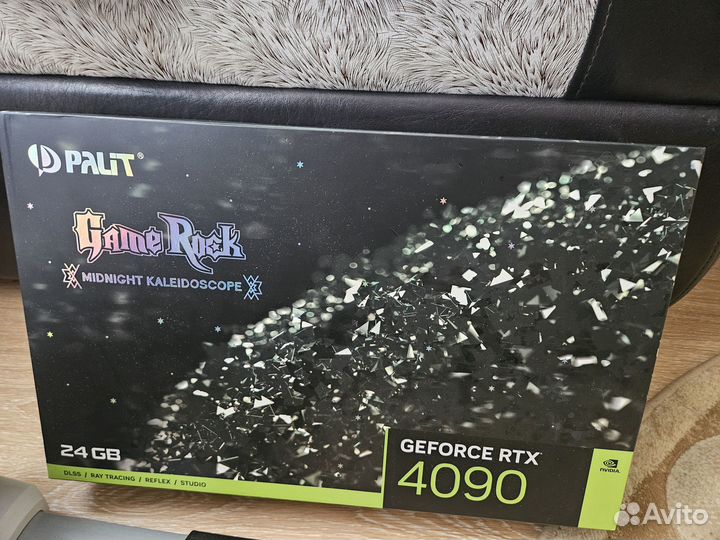 PALIT®
GameRock
MIDNIGHT KALEIDOSCOPE
24 GB
DLSS / RAY TRACING / REFLEX / STUDIO
GEFORCE RTX
4090
NVIDIA
Avito